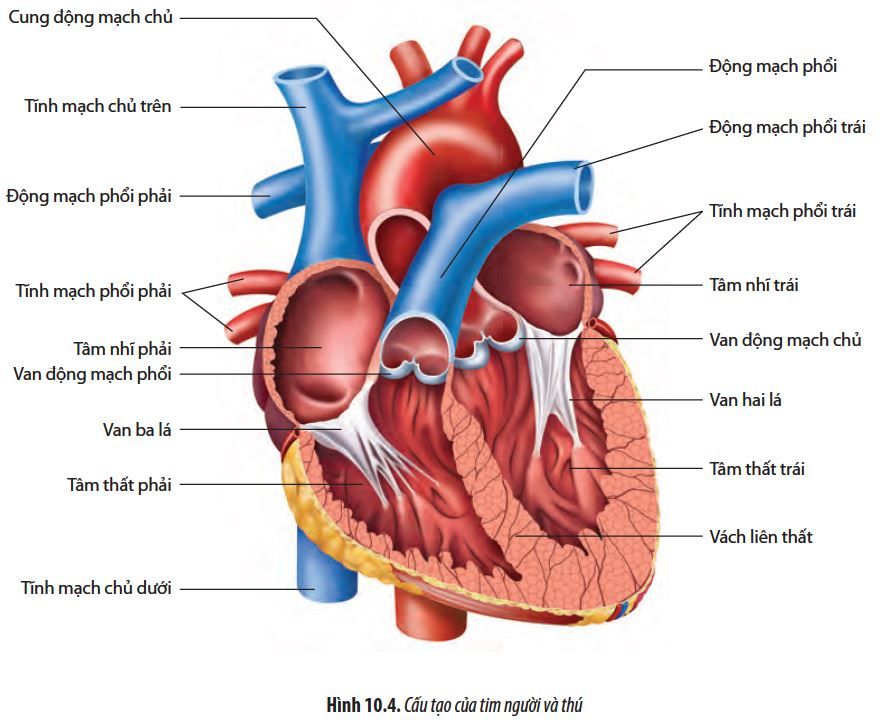 Cung động mạch chủ
Tĩnh mạch chủ trên
Động mạch phổi phải
Tĩnh mạch phổi phải
Tâm nhĩ phải
Van động mạch phổi
Van ba lá
Tâm thất phải
Tĩnh mạch chủ dưới
Động mạch phổi
Động mạch phổi trái
Tĩnh mạch phổi trái
Tâm nhĩ trái
Van động mạch chủ
Van hai lá
Tâm thất trái
Vách liên thất
Hình 10.4. Cấu tạo của tim người và thú